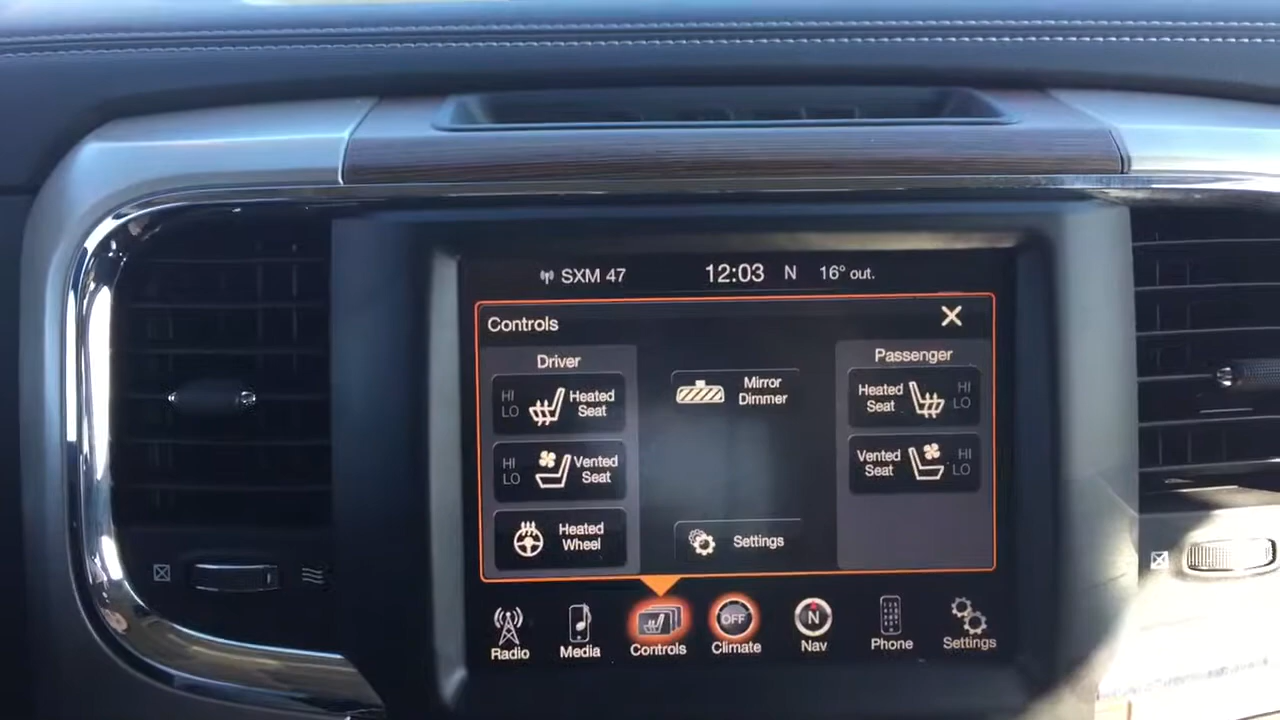 SXM 47 12:03 N 16° out.
Controls
Driver
HI
LO
Heated
Seat
HI
LO
Vented
Seat
Heated
Wheel
Mirror
Dimmer
Settings
Passenger
Heated
Seat
HI
LO
Vented
Seat
HI
LO
Radio
Media
Controls
OFF
Climate
N
Nav
Phone
Settings